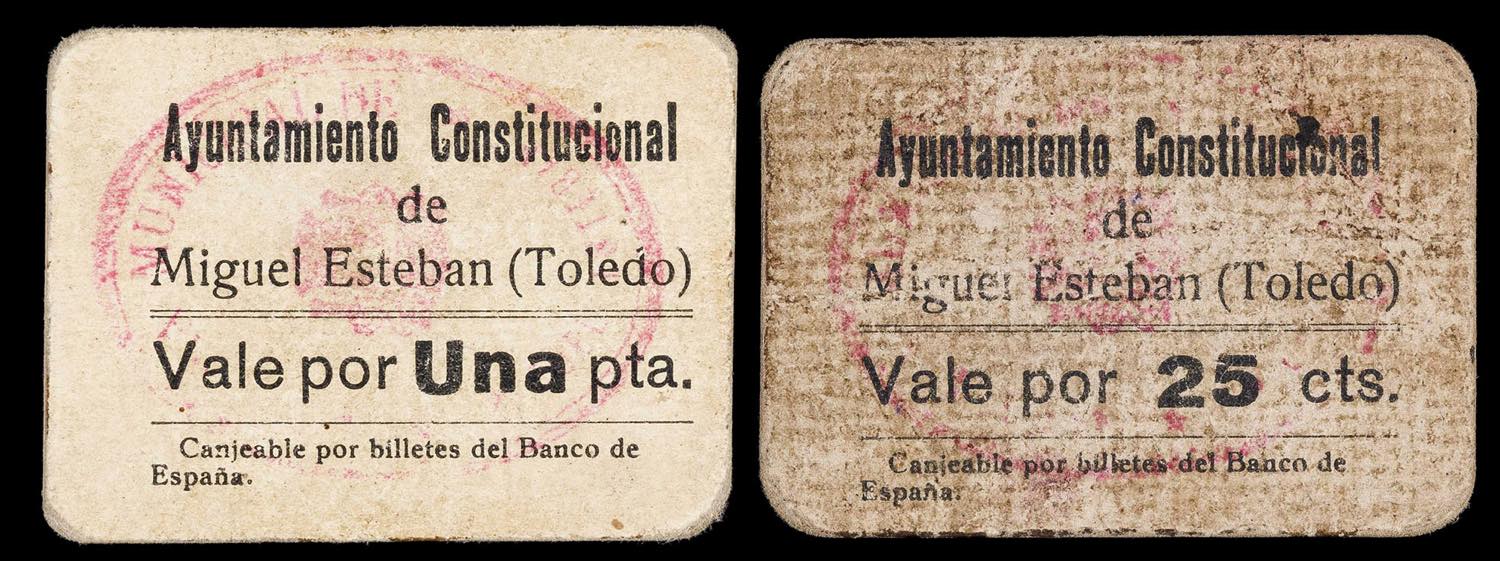 Ayuntamiento Constitucional
de
Miguel Esteban (Toledo)
Vale por Una pta.
Canjeable por billetes del Banco de
España.
Ayuntamiento Constitucional
de
Miguel Esteban (Toledo)
Vale por 25 cts.
Canjeable por billetes del Banco de
España.